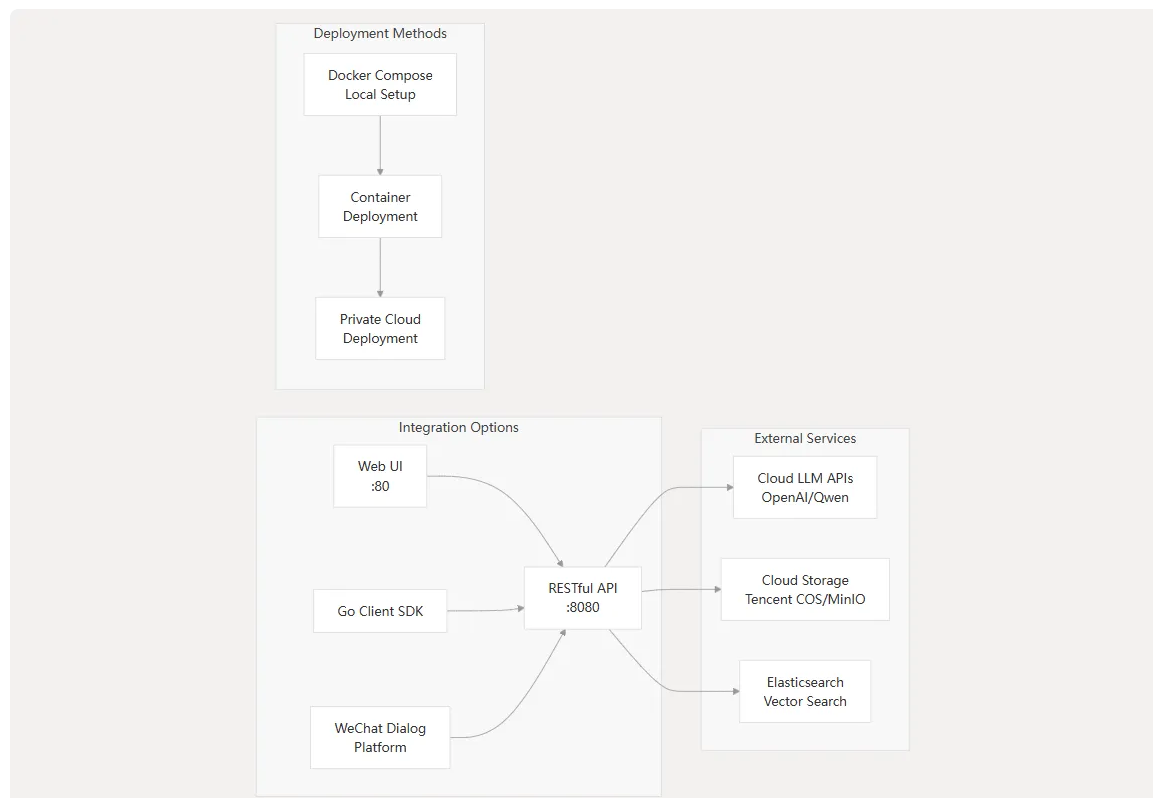 Deployment Methods
Docker Compose
Local Setup
Container
Deployment
Private Cloud
Deployment
Integration Options
Web UI
:80
Go Client SDK
WeChat Dialog
Platform
RESTful API
:8080
External Services
Cloud LLM APIs
OpenAI/Qwen
Cloud Storage
Tencent COS/MinIO
Elasticsearch
Vector Search